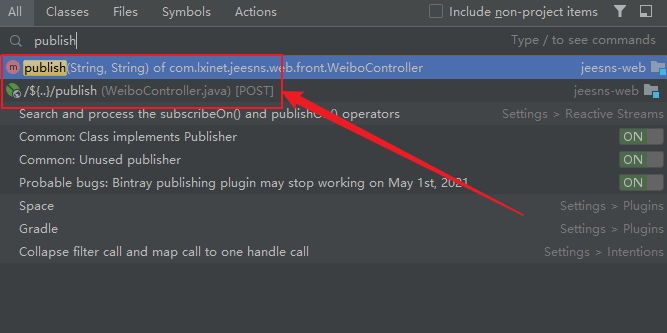 All Classes Files Symbols Actions Include non-project items
publish Type / to see commands
m publish(String, String) of com.lxinet.jeesns.web.front.WeiboController jeesns-web
/${..}/publish (WeiboController.java) [POST] jeesns-web
Search and process the subscribeOn() and publishOn() operators Settings > Reactive Streams
Common: Class implements Publisher ON
Common: Unused publisher ON
Probable bugs: Bintray publishing plugin may stop working on May 1st, 2021 ON
Space Settings > Plugins
Gradle Settings > Plugins
Collapse filter call and map call to one handle call Settings > Intentions